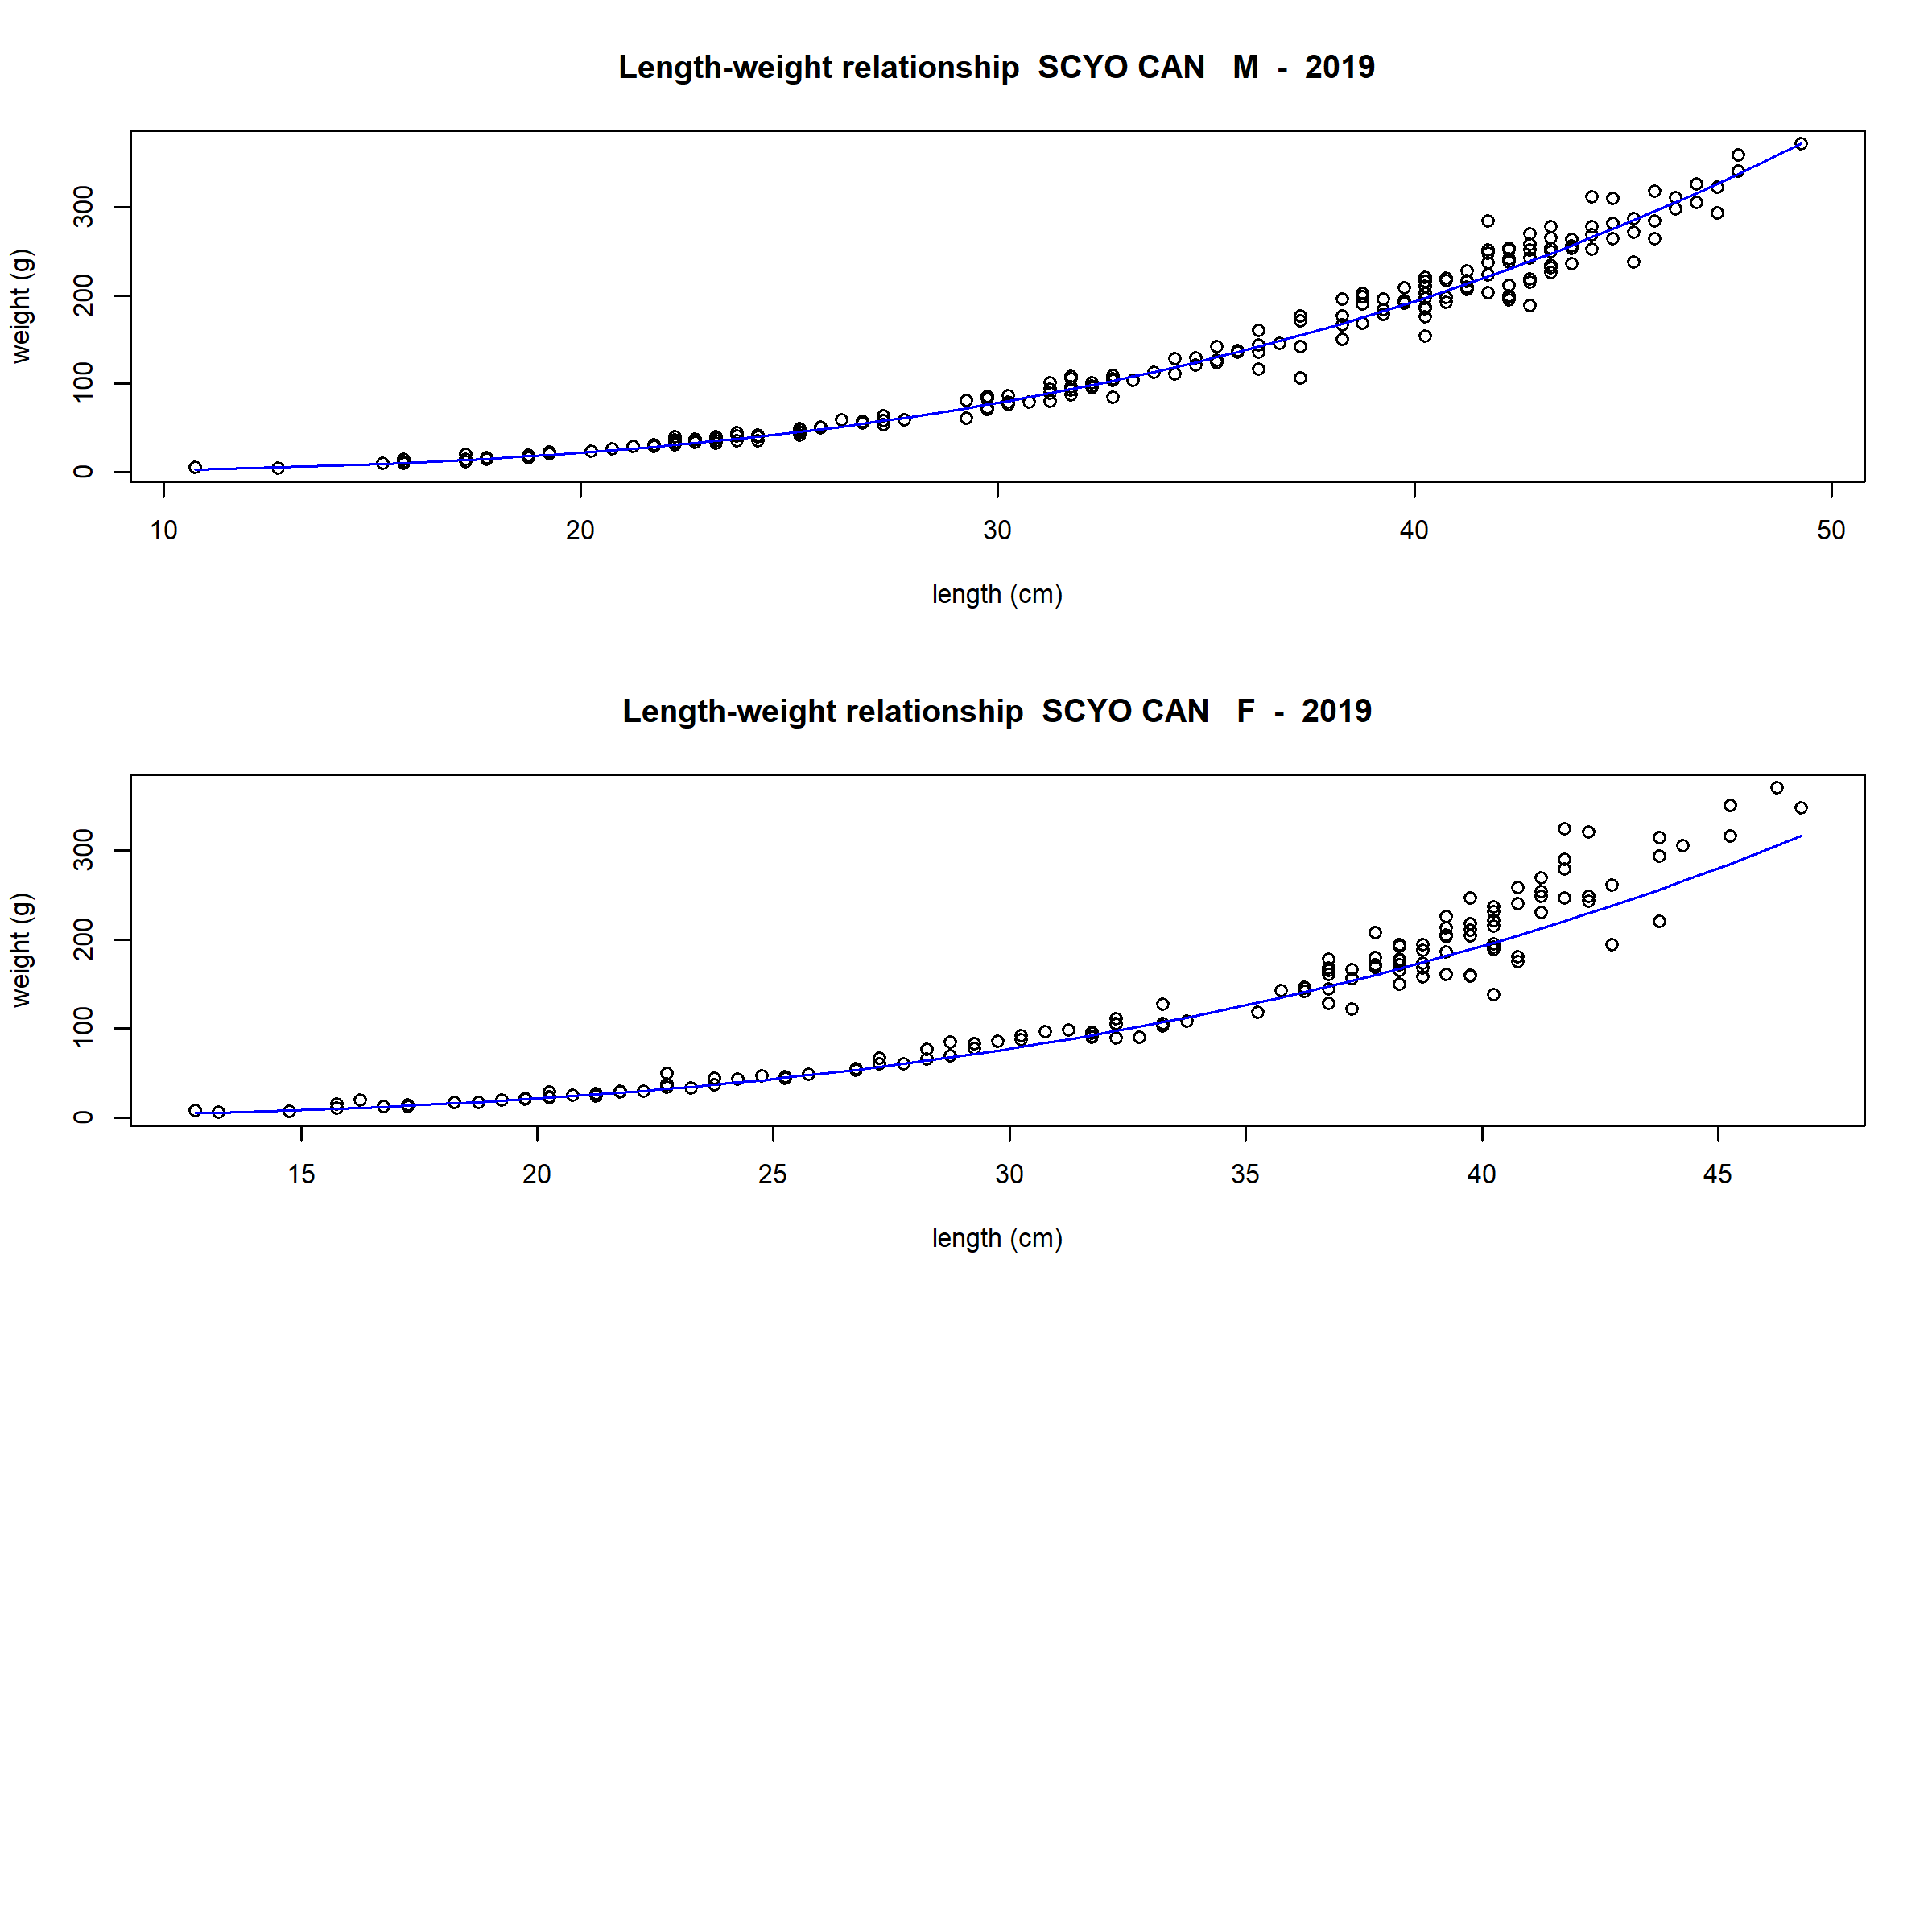 Length-weight relationship  SCYO CAN   M  -  2019
300
200
100
0
weight (g)
10 20 30 40 50
length (cm)
Length-weight relationship  SCYO CAN   F  -  2019
300
200
100
0
weight (g)
15 20 25 30 35 40 45
length (cm)